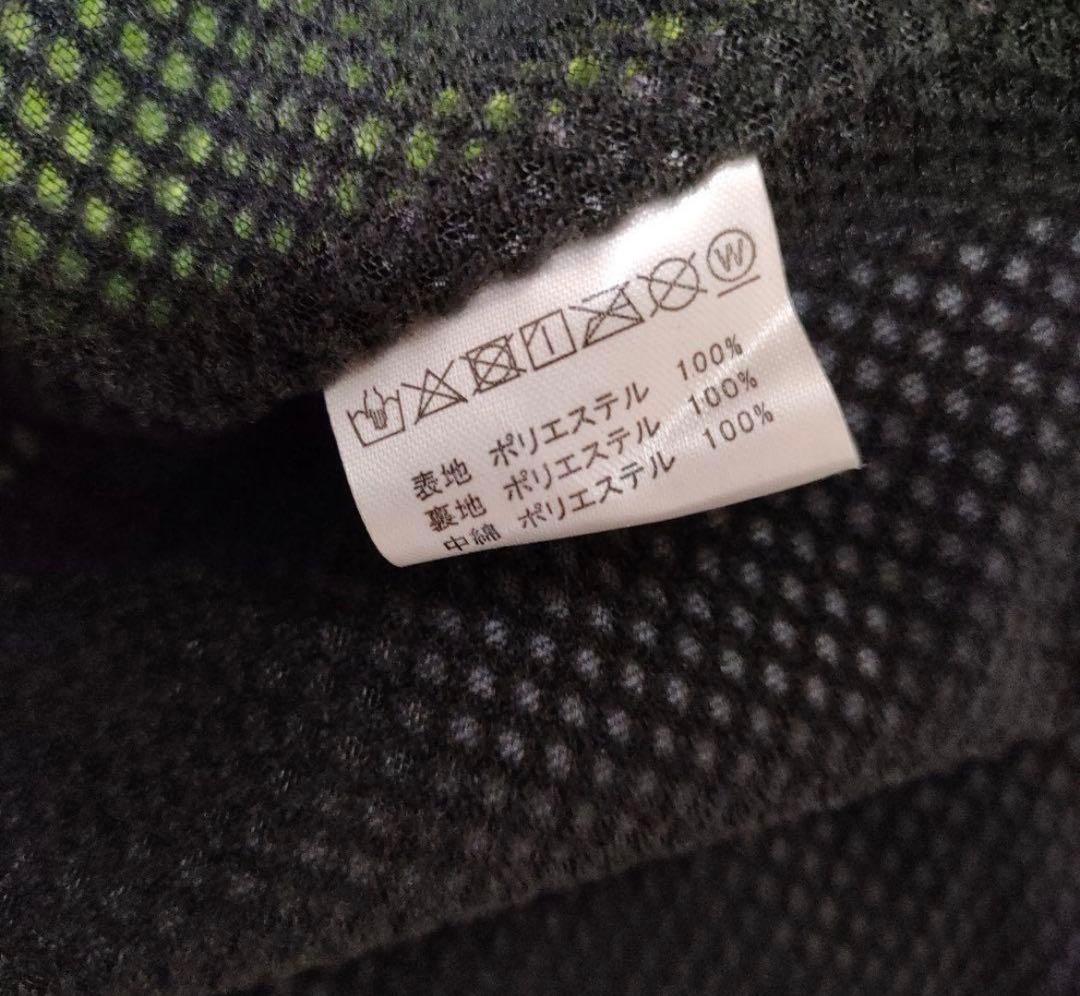 W
表地 ポリエステル 100%
裏地 ポリエステル 100%
中綿 ポリエステル 100%